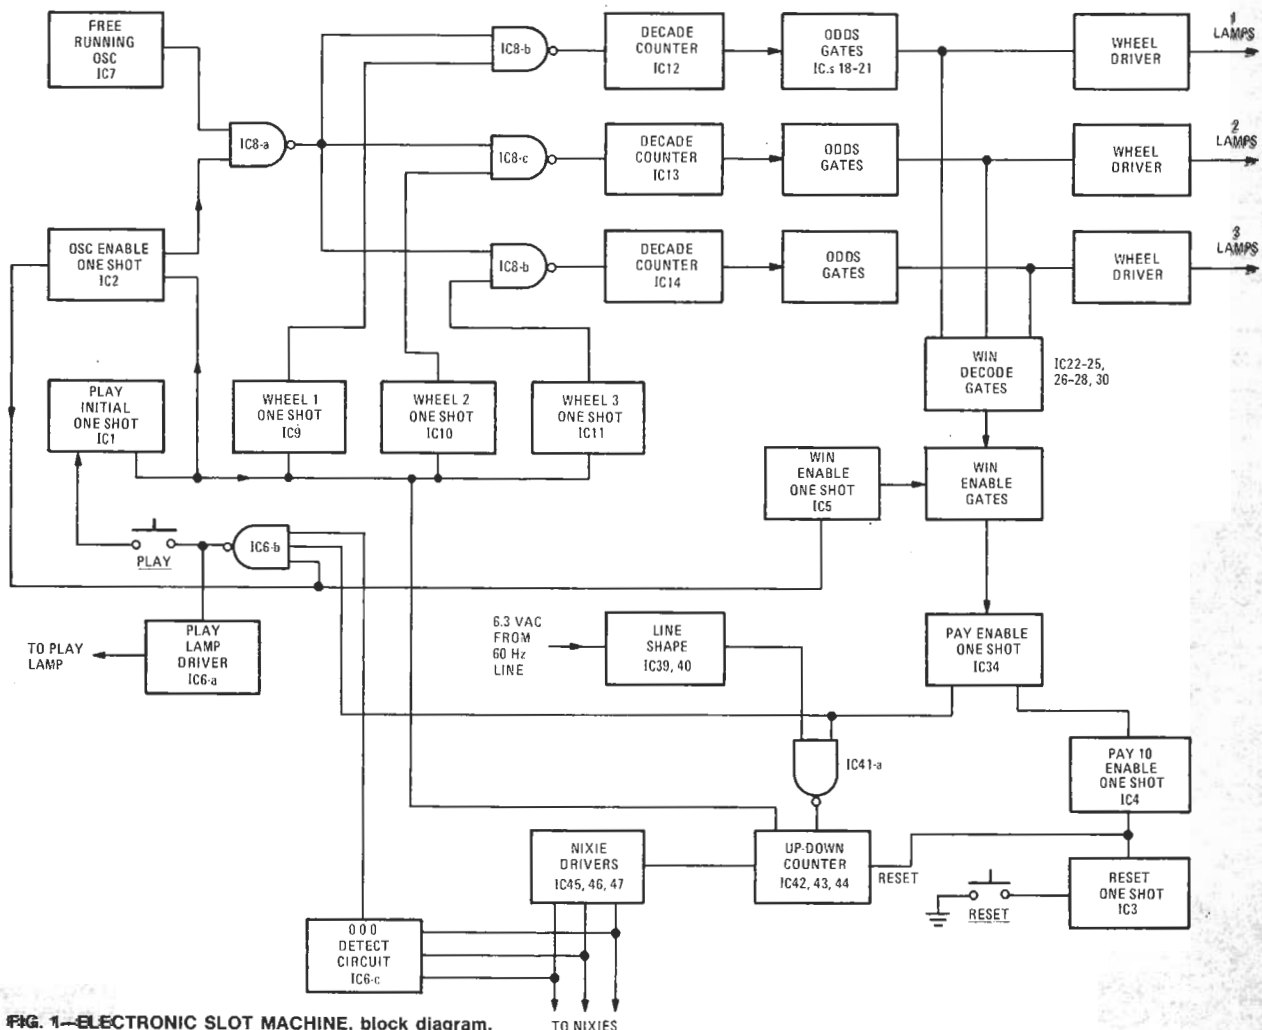 FREE
RUNNING
OSC
IC7
IC8-a
IC8-b
DECADE
COUNTER
IC12
ODDS
GATES
IC.s 18-21
WHEEL
DRIVER
1
LAMPS
IC8-c
DECADE
COUNTER
IC13
ODDS
GATES
WHEEL
DRIVER
2
LAMPS
OSC ENABLE
ONE SHOT
IC2
IC8-b
DECADE
COUNTER
IC14
ODDS
GATES
WHEEL
DRIVER
3
LAMPS
PLAY
INITIAL
ONE SHOT
IC1
WHEEL 1
ONE SHOT
IC9
WHEEL 2
ONE SHOT
IC10
WHEEL 3
ONE SHOT
IC11
WIN
DECODE
GATES
IC22-25,
26-28, 30
WIN
ENABLE
ONE SHOT
IC5
WIN
ENABLE
GATES
PLAY
IC6-b
TO PLAY
LAMP
PLAY
LAMP
DRIVER
IC6-a
6.3 VAC
FROM
60 Hz
LINE
LINE
SHAPE
IC39, 40
PAY ENABLE
ONE SHOT
IC34
IC41-a
PAY 10
ENABLE
ONE SHOT
IC4
NIXIE
DRIVERS
IC45, 46, 47
UP-DOWN
COUNTER
IC42, 43, 44
RESET
RESET
RESET
ONE SHOT
IC3
0 0 0
DETECT
CIRCUIT
IC6-c
TO NIXIES
FIG. 1—ELECTRONIC SLOT MACHINE, block diagram.